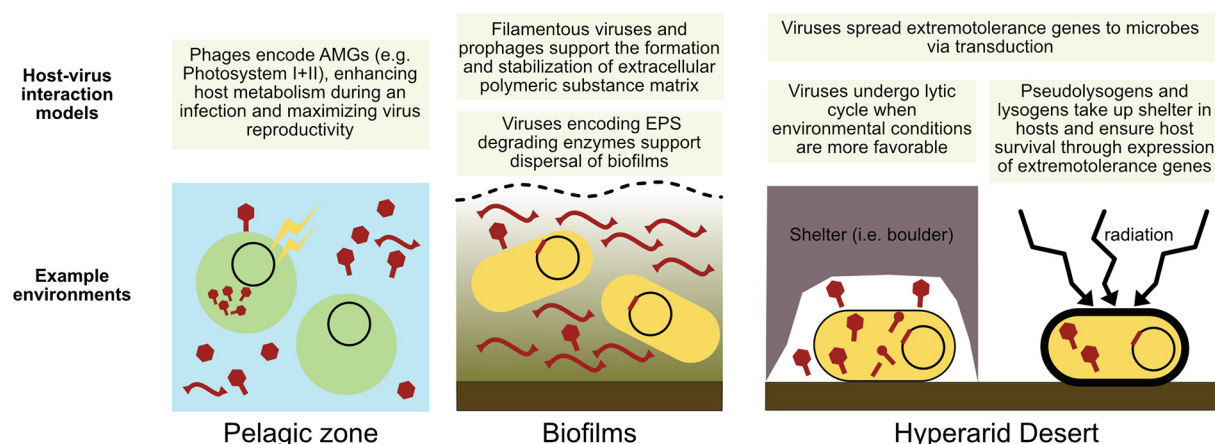 Host-virus
interaction
models
Phages encode AMGs (e.g.
Photosystem I+II), enhancing
host metabolism during an
infection and maximizing virus
reproductivity
Filamentous viruses and
prophages support the formation
and stabilization of extracellular
polymeric substance matrix
Viruses encoding EPS
degrading enzymes support
dispersal of biofilms
Viruses spread extremotolerance genes to microbes
via transduction
Viruses undergo lytic
cycle when
environmental conditions
are more favorable
Pseudolysogens and
lysogens take up shelter in
hosts and ensure host
survival through expression
of extremotolerance genes
Example
environments
Shelter (i.e. boulder)
radiation
Pelagic zone
Biofilms
Hyperarid Desert